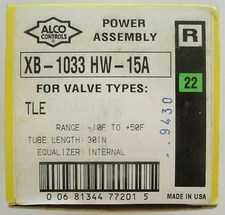 ALCO
CONTROLS
POWER
ASSEMBLY
R
XB-1033 HW-15A
22
FOR VALVE TYPES:
TLE
RANGE: -10F TO +50F
TUBE LENGTH: 30IN
EQUALIZER: INTERNAL
9430
0 06 81344 77201 5
MADE IN USA